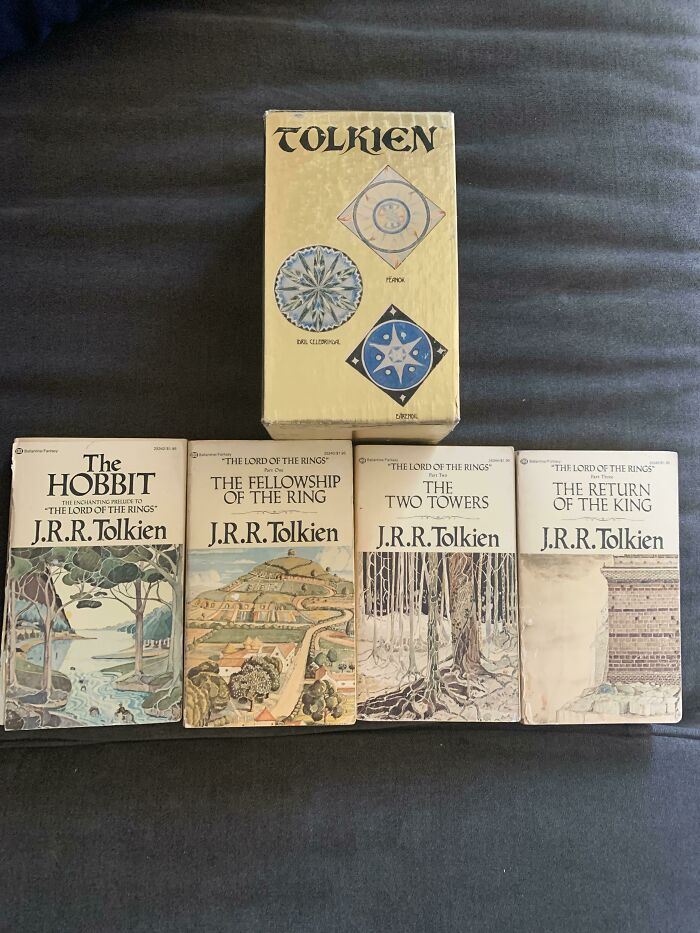 TOLKIEN
FËANOR
IDRIL CELEBRINDAL
EÄRENDIL
Ballantine/Fantasy
The
HOBBIT
THE ENCHANTING PRELUDE TO
"THE LORD OF THE RINGS"
J.R.R.Tolkien
Ballantine/Fantasy
"THE LORD OF THE RINGS"
Part One
THE FELLOWSHIP
OF THE RING
J.R.R.Tolkien
Ballantine/Fantasy
"THE LORD OF THE RINGS"
Part Two
THE
TWO TOWERS
J.R.R.Tolkien
Ballantine/Fantasy
"THE LORD OF THE RINGS"
Part Three
THE RETURN
OF THE KING
J.R.R.Tolkien